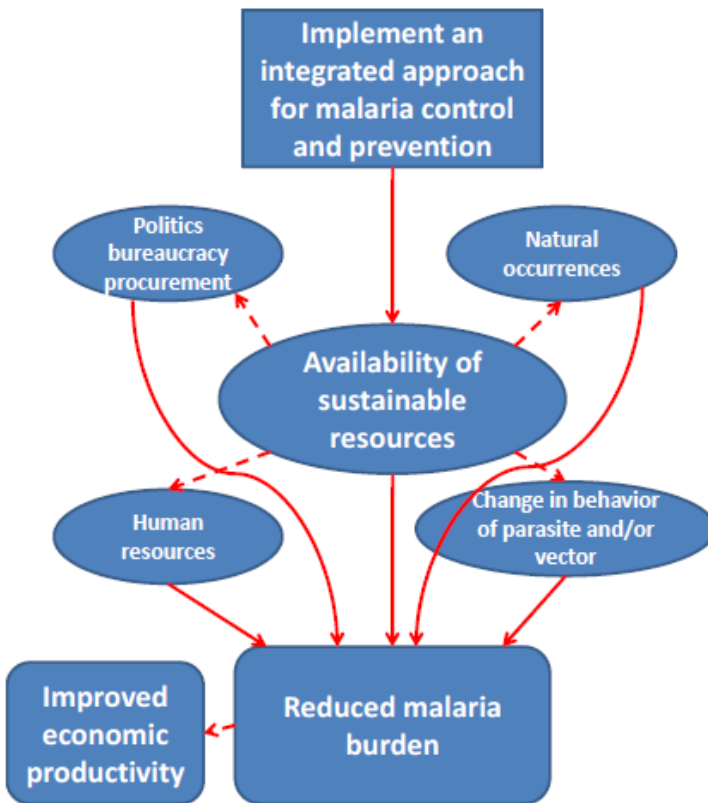 Implement an
integrated approach
for malaria control
and prevention
Politics
bureaucracy
procurement
Natural
occurrences
Availability of
sustainable
resources
Human
resources
Change in behavior
of parasite and/or
vector
Improved
economic
productivity
Reduced malaria
burden